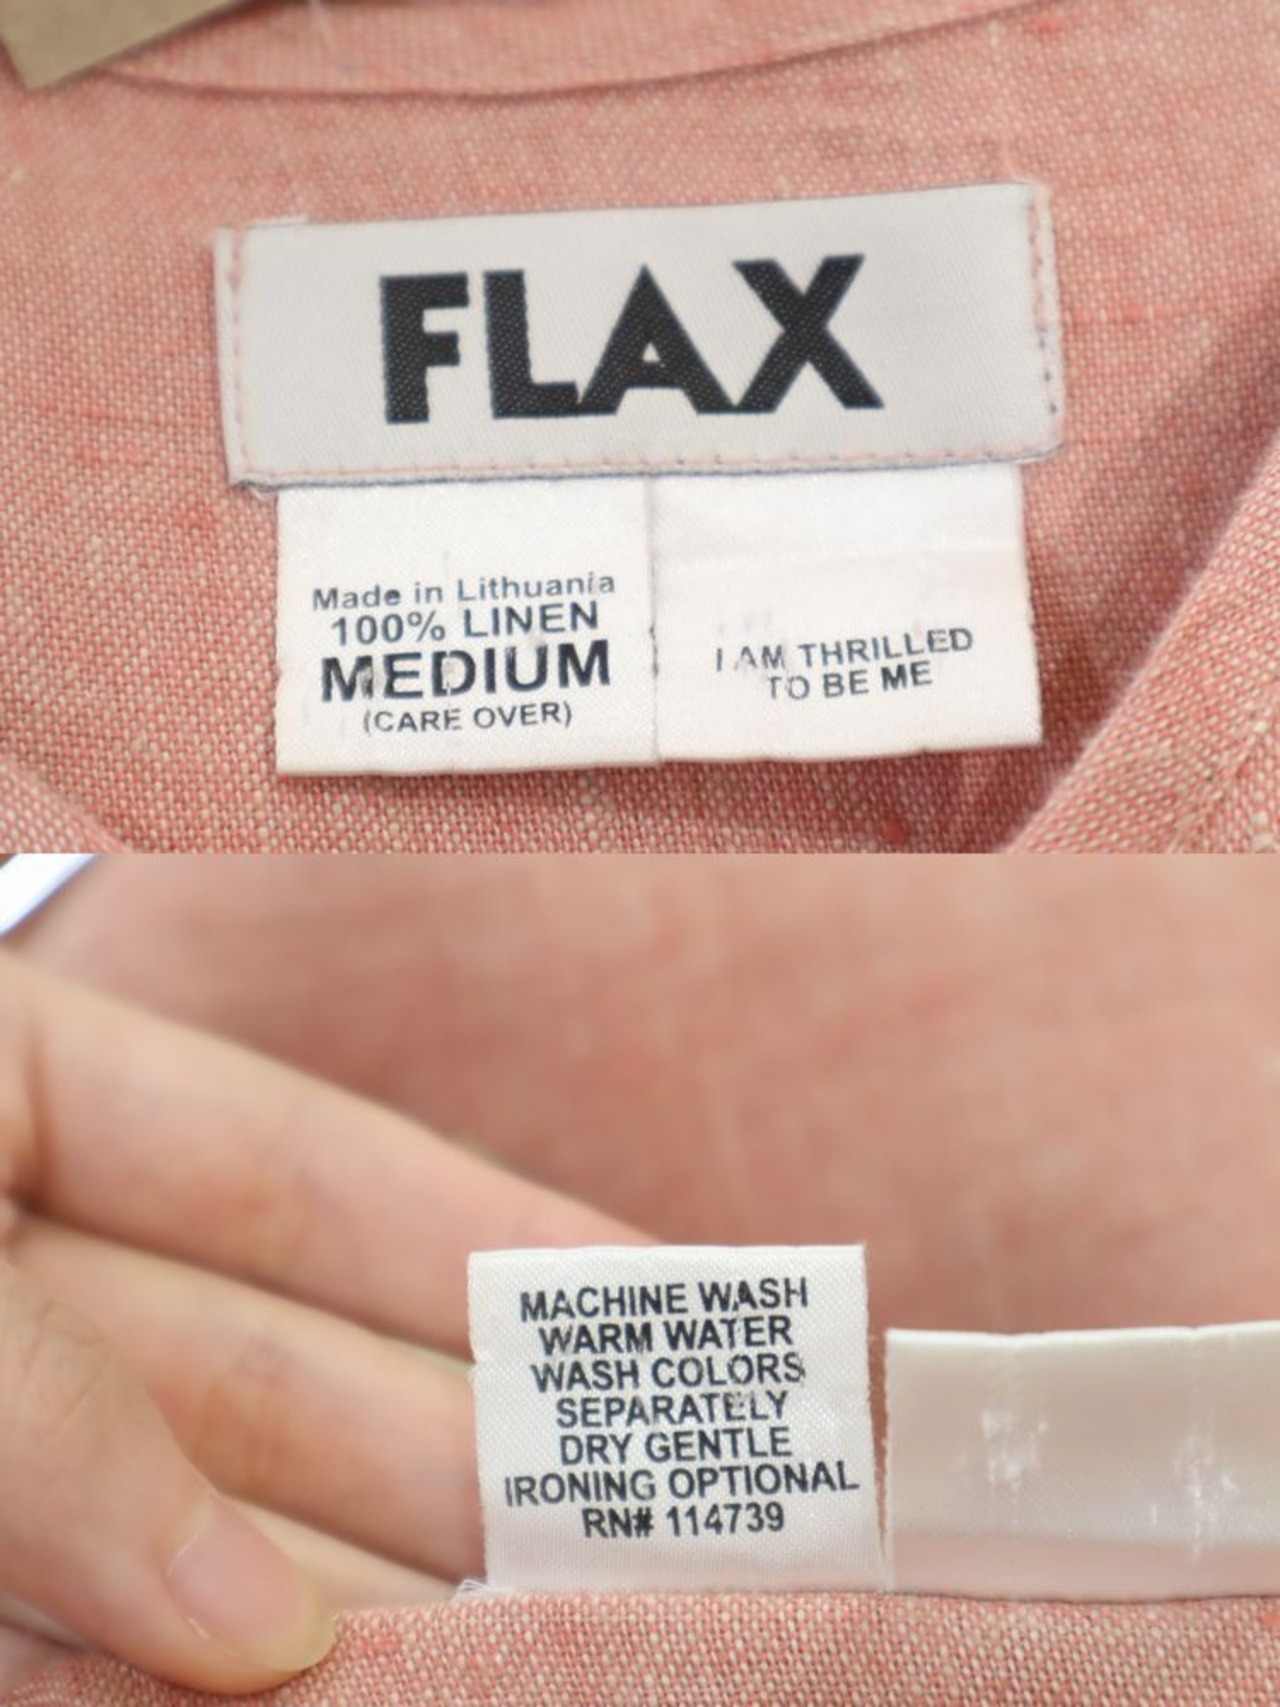 FLAX
Made in Lithuania
100% LINEN
MEDIUM
(CARE OVER)
I AM THRILLED
TO BE ME
MACHINE WASH
WARM WATER
WASH COLORS
SEPARATELY
DRY GENTLE
IRONING OPTIONAL
RN# 114739